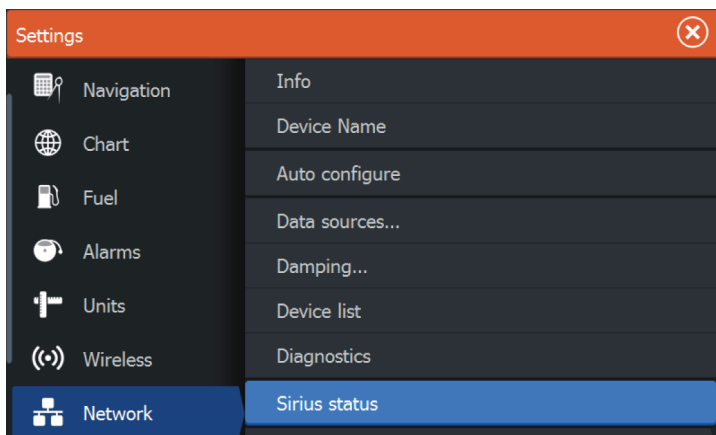 Settings
Navigation
Chart
Fuel
Alarms
Units
Wireless
Network
Info
Device Name
Auto configure
Data sources...
Damping...
Device list
Diagnostics
Sirius status